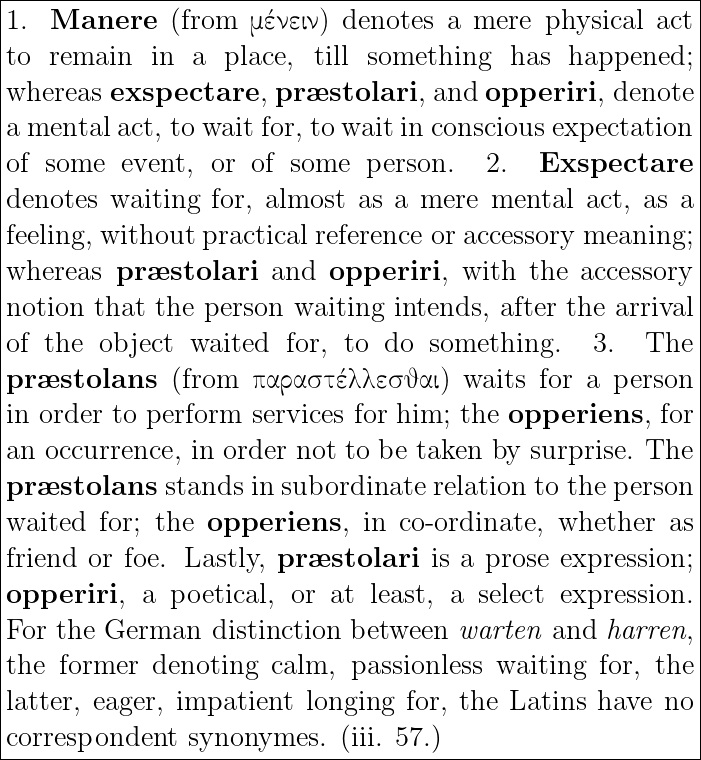 1. Manere (from μένειν) denotes a mere physical act
to remain in a place, till something has happened;
whereas exspectare, præstolari, and opperiri, denote
a mental act, to wait for, to wait in conscious expectation
of some event, or of some person. 2. Exspectare
denotes waiting for, almost as a mere mental act, as a
feeling, without practical reference or accessory meaning;
whereas præstolari and opperiri, with the accessory
notion that the person waiting intends, after the arrival
of the object waited for, to do something. 3. The
præstolans (from παραστέλλεσϑαι) waits for a person
in order to perform services for him; the opperiens, for
an occurrence, in order not to be taken by surprise. The
præstolans stands in subordinate relation to the person
waited for; the opperiens, in co-ordinate, whether as
friend or foe. Lastly, præstolari is a prose expression;
opperiri, a poetical, or at least, a select expression.
For the German distinction between warten and harren,
the former denoting calm, passionless waiting for, the
latter, eager, impatient longing for, the Latins have no
correspondent synonymes. (iii. 57.)